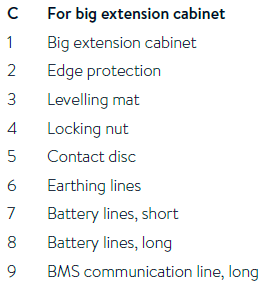 C For big extension cabinet
1 Big extension cabinet
2 Edge protection
3 Levelling mat
4 Locking nut
5 Contact disc
6 Earthing lines
7 Battery lines, short
8 Battery lines, long
9 BMS communication line, long